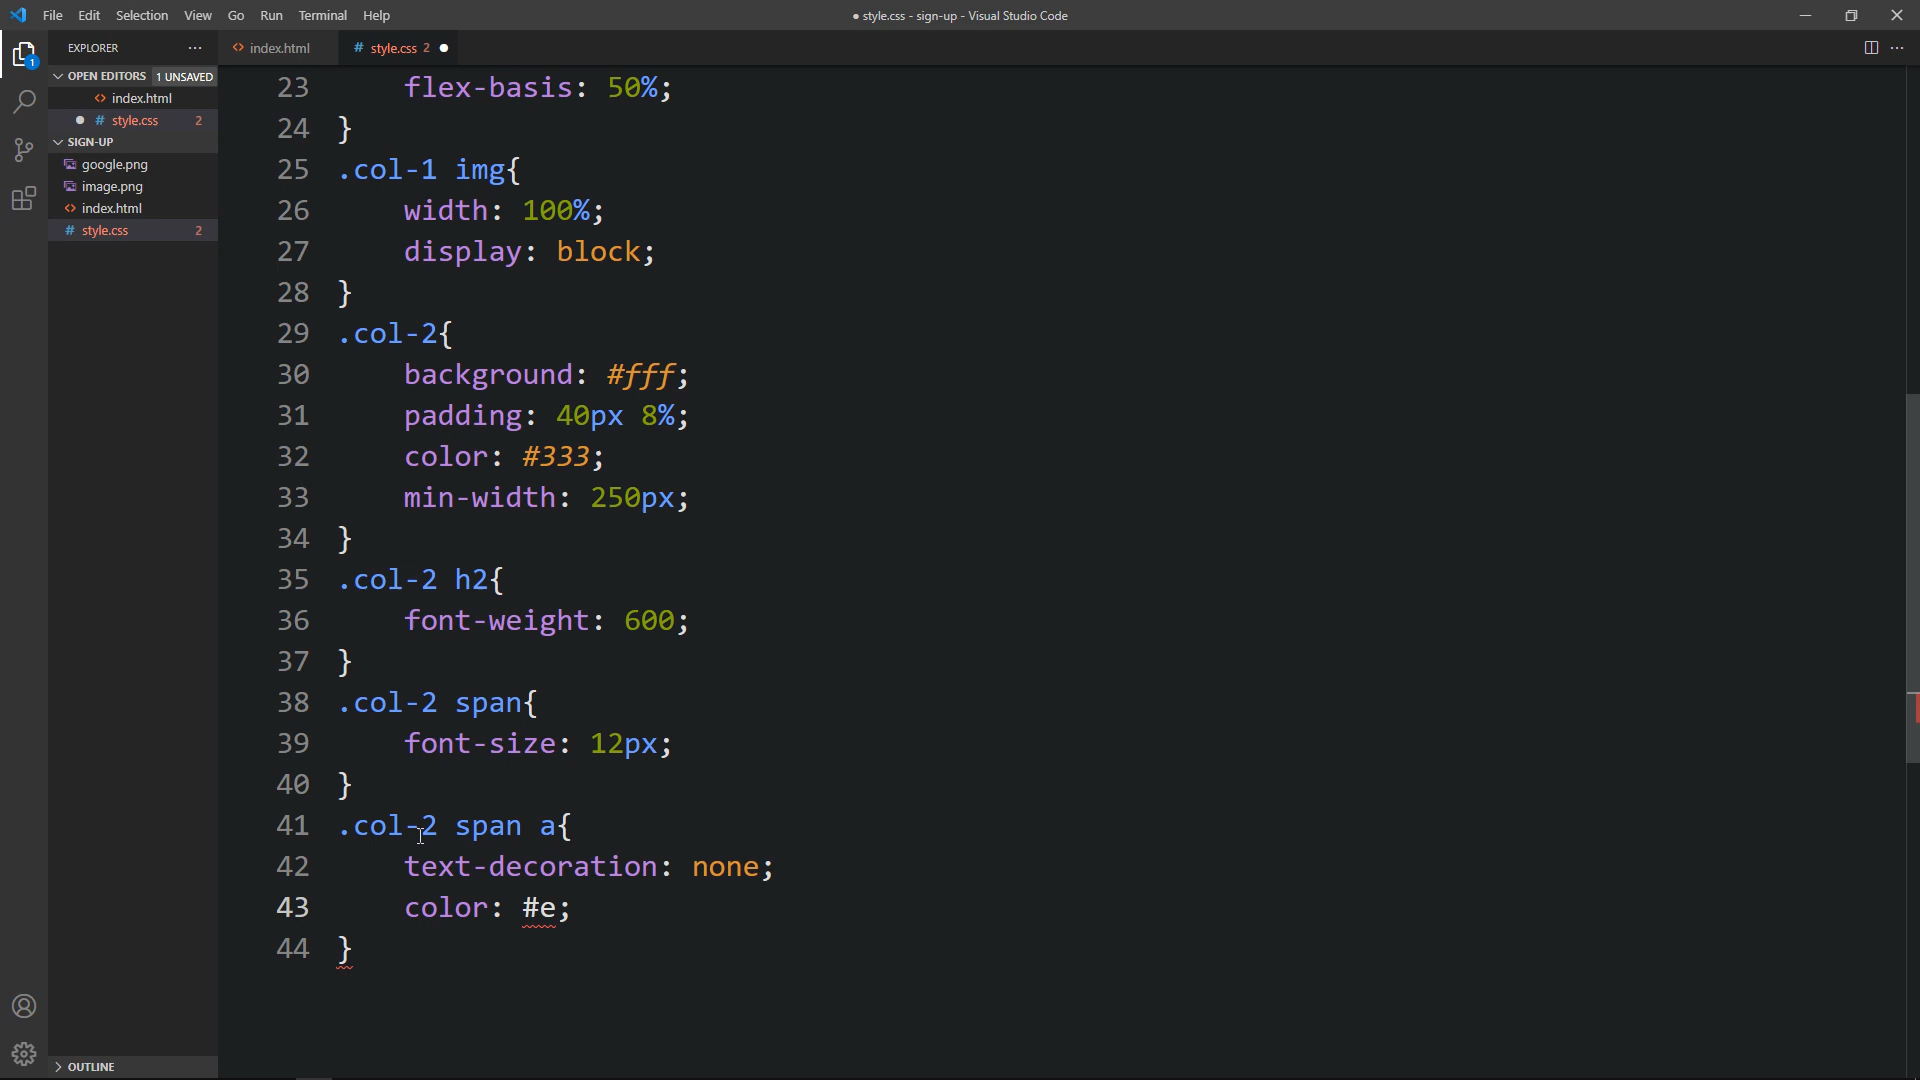 File Edit Selection View Go Run Terminal Help
● style.css - sign-up - Visual Studio Code
EXPLORER ···
index.html
# style.css 2 ●
1
OPEN EDITORS 1 UNSAVED
index.html
● # style.css 2
SIGN-UP
google.png
image.png
index.html
# style.css 2
OUTLINE
23 flex-basis: 50%;
24 }
25 .col-1 img{
26 width: 100%;
27 display: block;
28 }
29 .col-2{
30 background: #fff;
31 padding: 40px 8%;
32 color: #333;
33 min-width: 250px;
34 }
35 .col-2 h2{
36 font-weight: 600;
37 }
38 .col-2 span{
39 font-size: 12px;
40 }
41 .col-2 span a{
42 text-decoration: none;
43 color: #e;
44 }